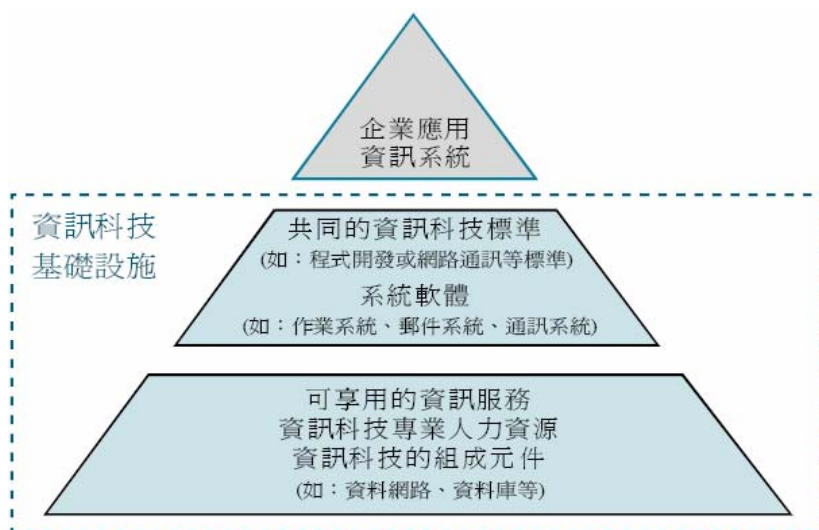 企業應用
資訊系統
資訊科技
基礎設施
共同的資訊科技標準
(如：程式開發或網路通訊等標準)
系統軟體
(如：作業系統、郵件系統、通訊系統)
可享用的資訊服務
資訊科技專業人力資源
資訊科技的組成元件
(如：資料網路、資料庫等)